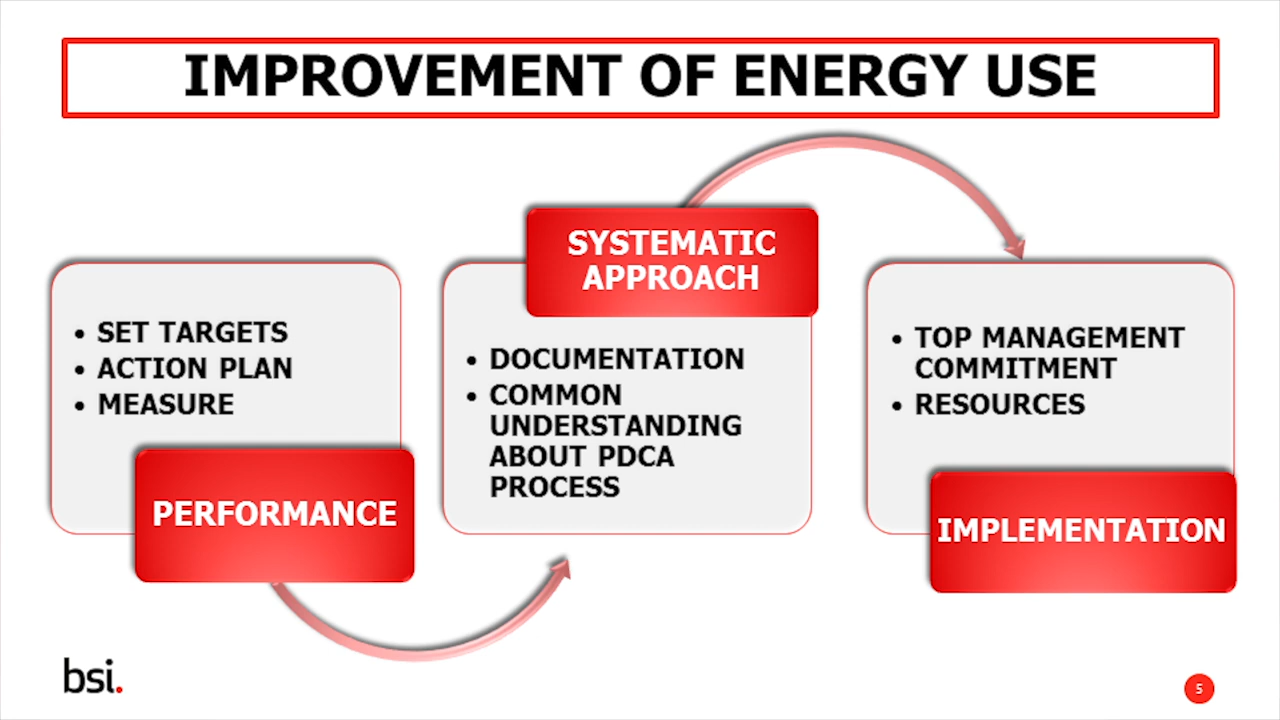 IMPROVEMENT OF ENERGY USE
• SET TARGETS
• ACTION PLAN
• MEASURE
PERFORMANCE
SYSTEMATIC
APPROACH
• DOCUMENTATION
• COMMON
UNDERSTANDING
ABOUT PDCA
PROCESS
• TOP MANAGEMENT
COMMITMENT
• RESOURCES
IMPLEMENTATION
bsi.
5